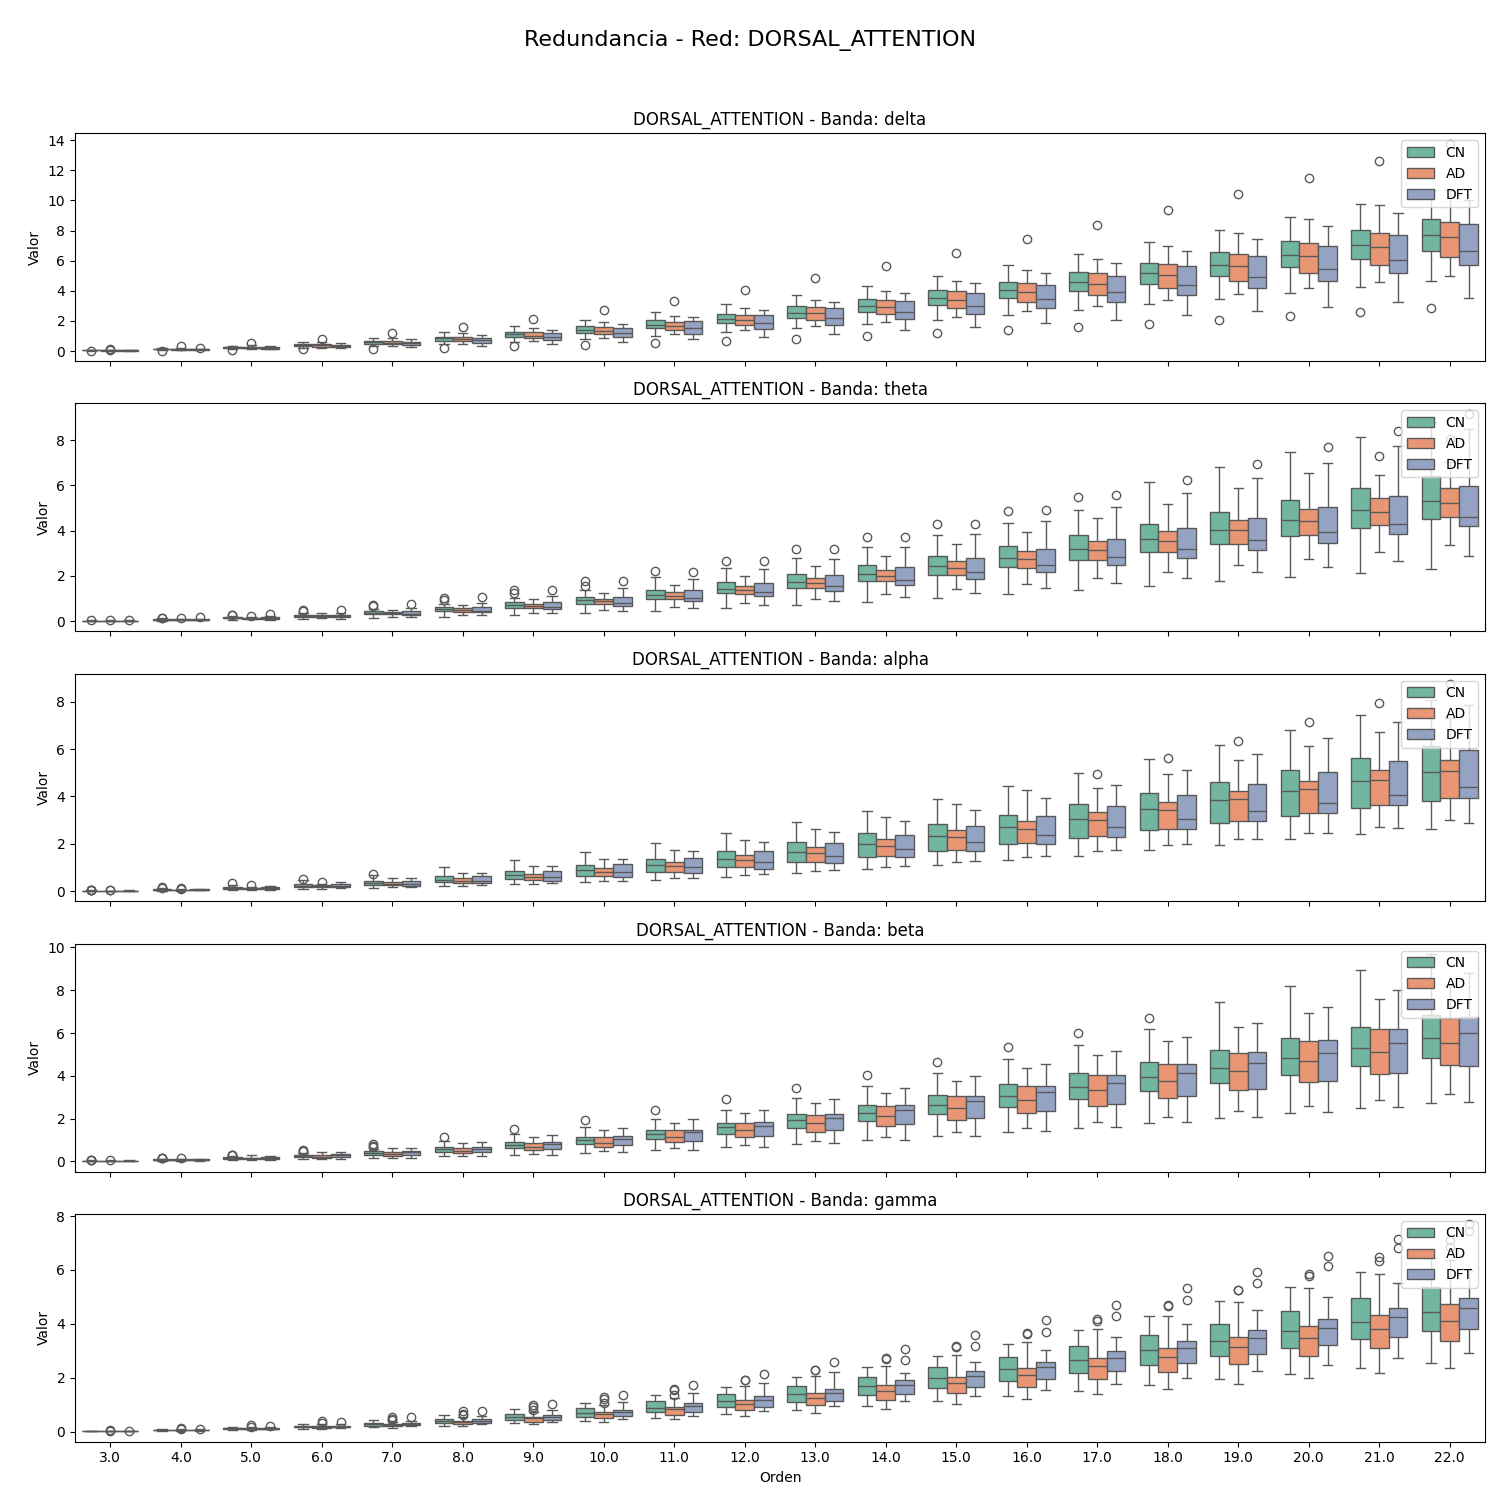 Redundancia - Red: DORSAL_ATTENTION
DORSAL_ATTENTION - Banda: delta
14
12
10
8
6
4
2
0
Valor
CN
AD
DFT
DORSAL_ATTENTION - Banda: theta
8
6
4
2
0
Valor
CN
AD
DFT
DORSAL_ATTENTION - Banda: alpha
8
6
4
2
0
Valor
CN
AD
DFT
DORSAL_ATTENTION - Banda: beta
10
8
6
4
2
0
Valor
CN
AD
DFT
DORSAL_ATTENTION - Banda: gamma
8
6
4
2
0
Valor
CN
AD
DFT
3.0 4.0 5.0 6.0 7.0 8.0 9.0 10.0 11.0 12.0 13.0 14.0 15.0 16.0 17.0 18.0 19.0 20.0 21.0 22.0
Orden